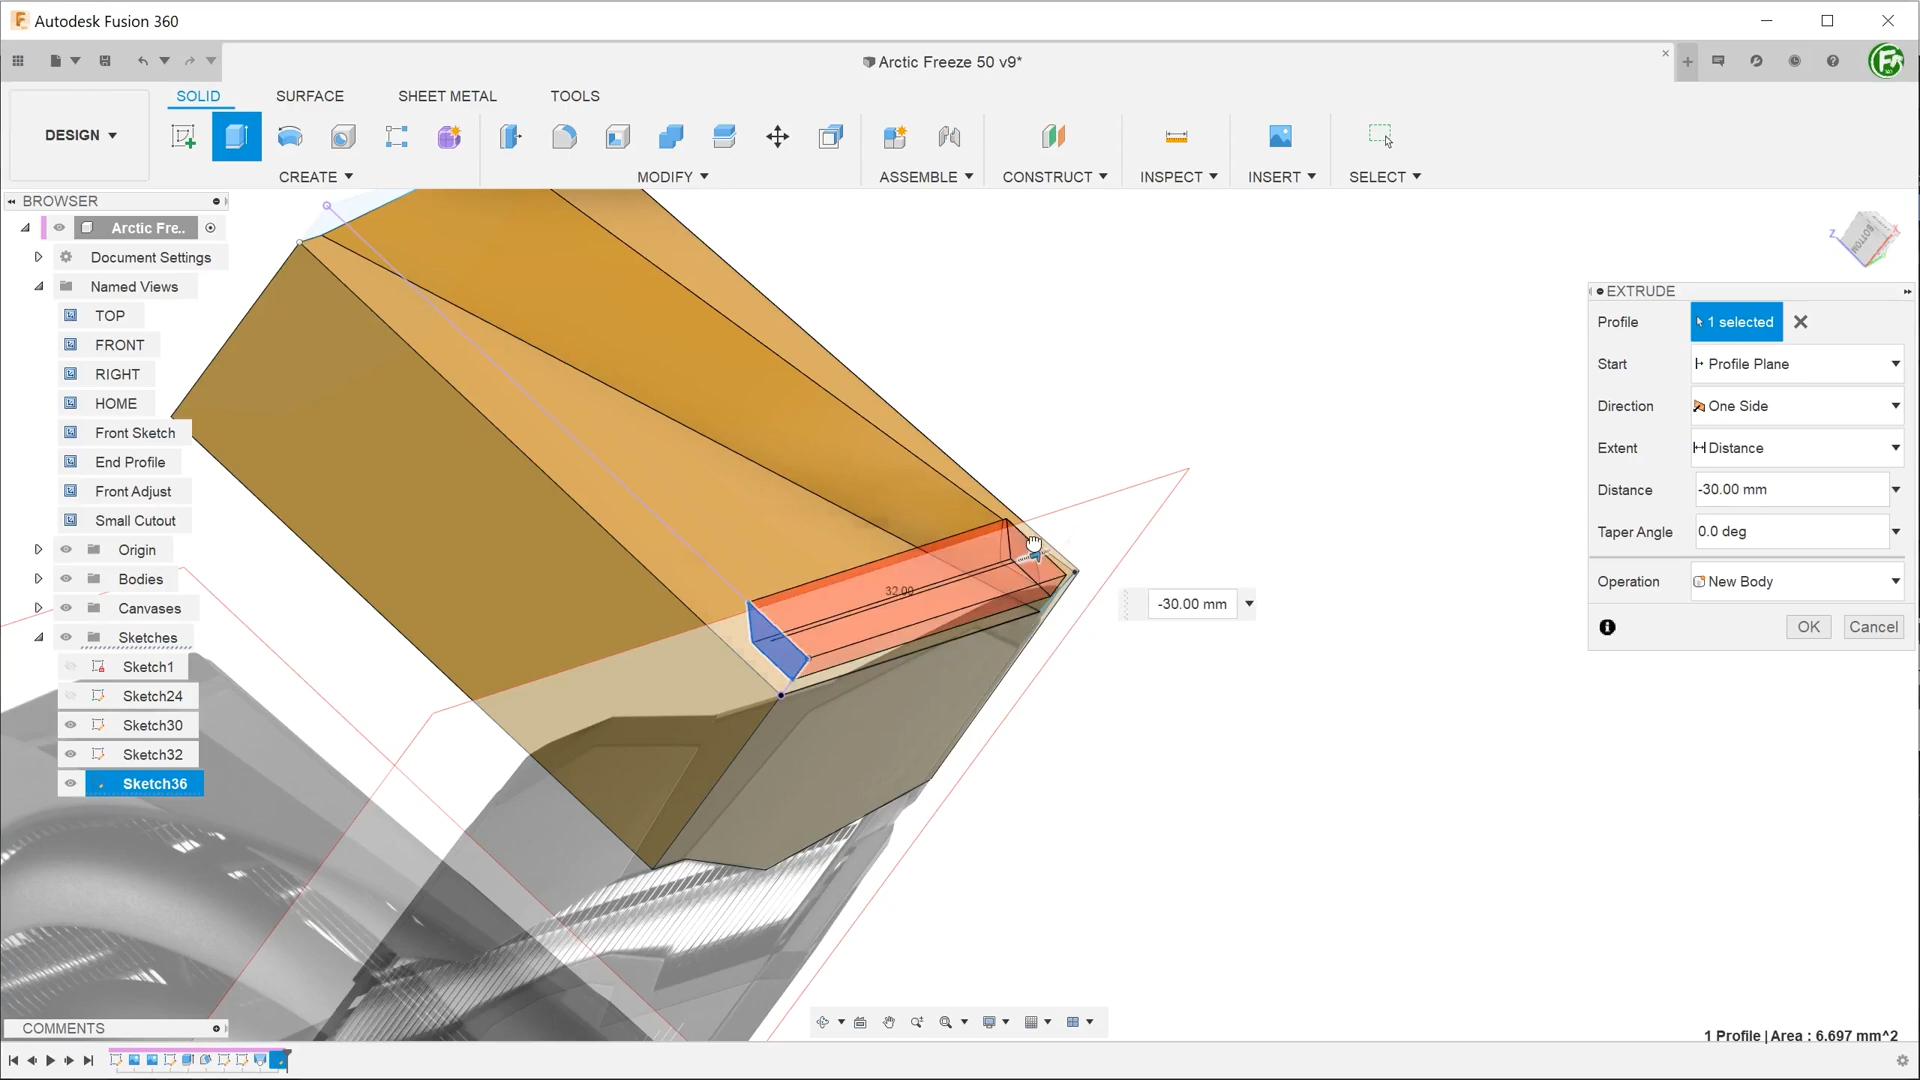 Autodesk Fusion 360
Arctic Freeze 50 v9*
SOLID
SURFACE
SHEET METAL
TOOLS
DESIGN
CREATE
MODIFY
ASSEMBLE
CONSTRUCT
INSPECT
INSERT
SELECT
BROWSER
Arctic Fre..
Document Settings
Named Views
TOP
FRONT
RIGHT
HOME
Front Sketch
End Profile
Front Adjust
Small Cutout
Origin
Bodies
Canvases
Sketches
Sketch1
Sketch24
Sketch30
Sketch32
Sketch36
Z
BOTTOM
32.00
-30.00 mm
EXTRUDE
Profile
1 selected
Start
Profile Plane
Direction
One Side
Extent
Distance
Distance
-30.00 mm
Taper Angle
0.0 deg
Operation
New Body
OK
Cancel
COMMENTS
1 Profile | Area : 6.697 mm^2